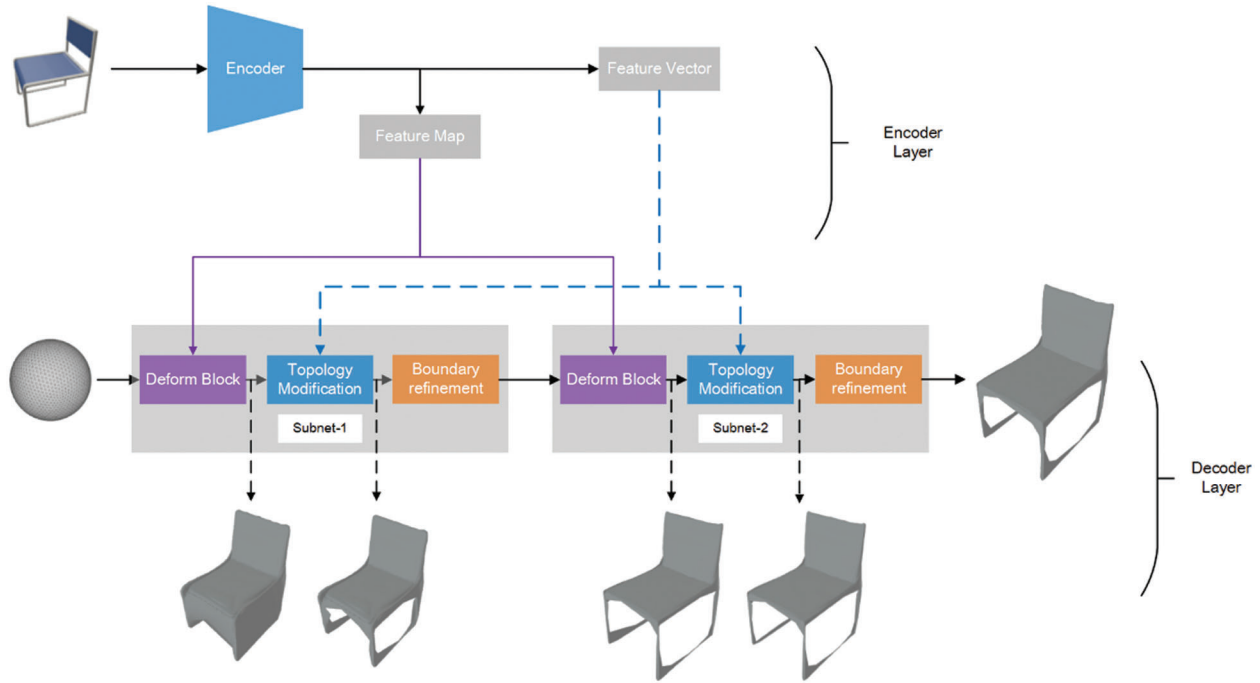 Encoder
Feature Vector
Feature Map
Encoder
Layer
Deform Block
Topology
Modification
Boundary
refinement
Subnet-1
Deform Block
Topology
Modification
Boundary
refinement
Subnet-2
Decoder
Layer